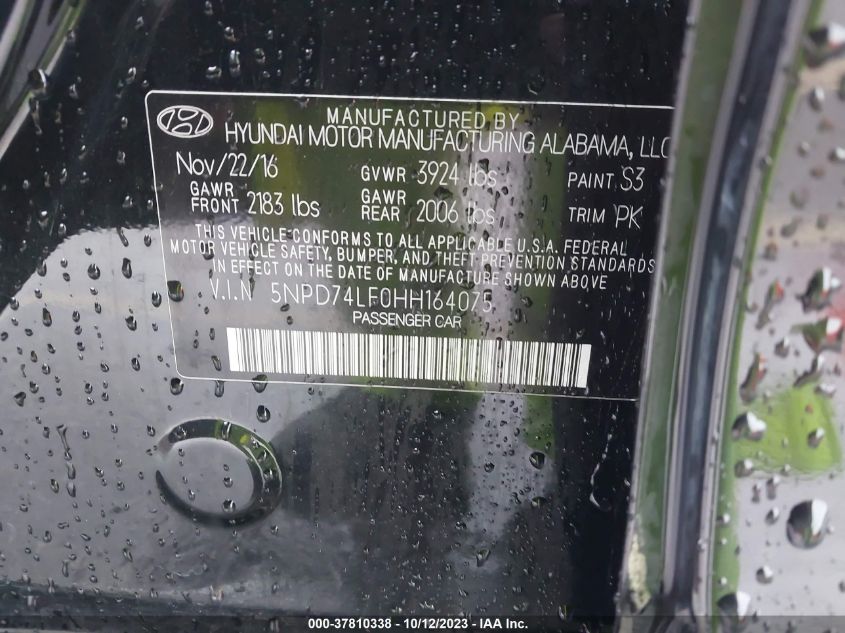 MANUFACTURED BY
HYUNDAI MOTOR MANUFACTURING ALABAMA, LLC
Nov/22/16 GVWR 3924 lbs PAINT S3
GAWR FRONT 2183 lbs GAWR REAR 2006 lbs TRIM PK
THIS VEHICLE CONFORMS TO ALL APPLICABLE U.S.A. FEDERAL
MOTOR VEHICLE SAFETY, BUMPER, AND THEFT PREVENTION STANDARDS
IN EFFECT ON THE DATE OF MANUFACTURE SHOWN ABOVE
V.I.N 5NPD74LF0HH164075
PASSENGER CAR
000-37810338 - 10/12/2023 - IAA Inc.